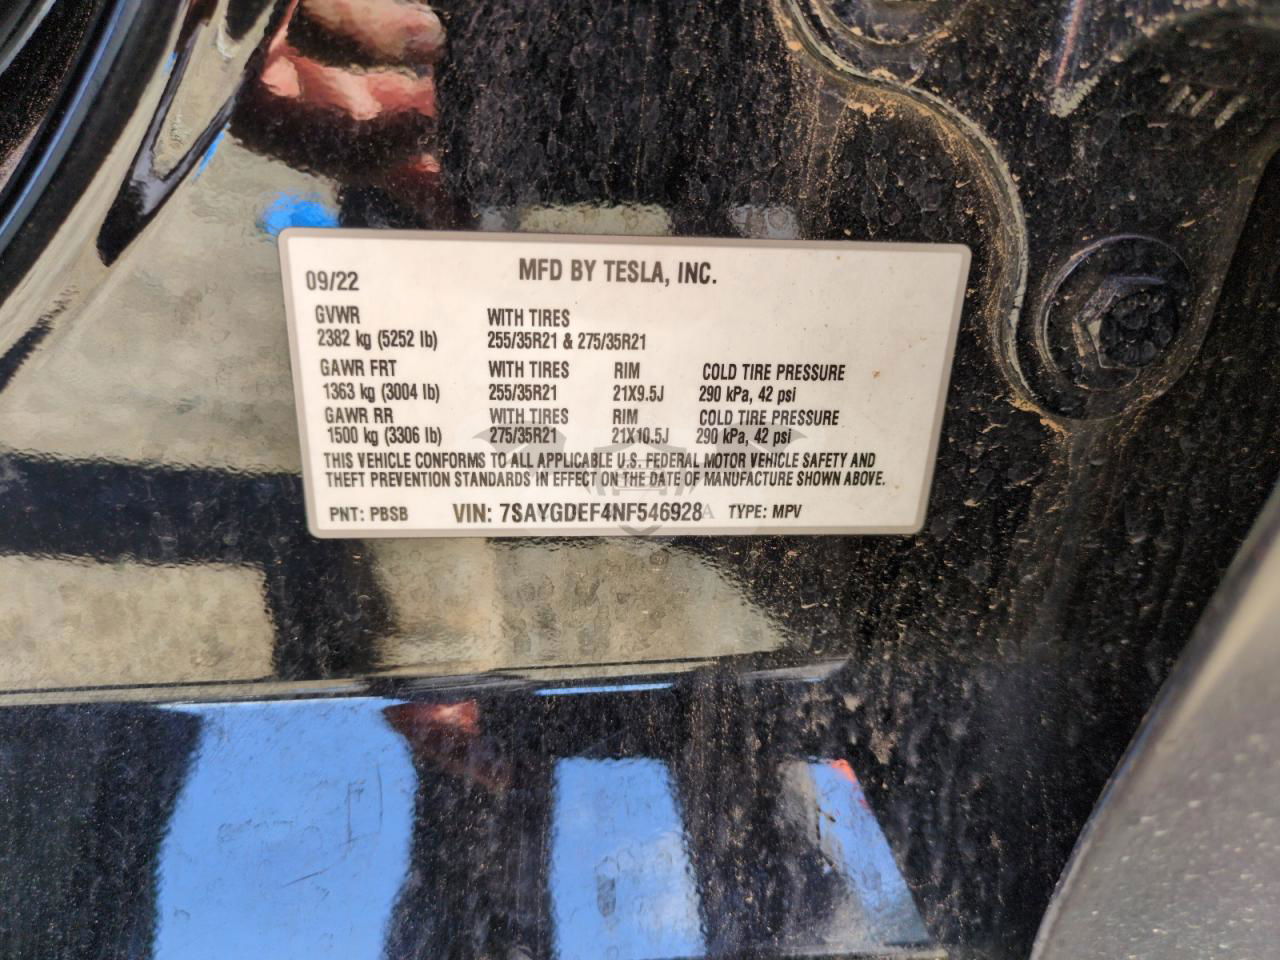 09/22 MFD BY TESLA, INC.
GVWR WITH TIRES
2382 kg (5252 lb) 255/35R21 & 275/35R21
GAWR FRT WITH TIRES RIM COLD TIRE PRESSURE
1363 kg (3004 lb) 255/35R21 21X9.5J 290 kPa, 42 psi
GAWR RR WITH TIRES RIM COLD TIRE PRESSURE
1500 kg (3306 lb) 275/35R21 21X10.5J 290 kPa, 42 psi
THIS VEHICLE CONFORMS TO ALL APPLICABLE U.S. FEDERAL MOTOR VEHICLE SAFETY AND
THEFT PREVENTION STANDARDS IN EFFECT ON THE DATE OF MANUFACTURE SHOWN ABOVE.
PNT: PBSB VIN: 7SAYGDEF4NF546928 TYPE: MPV